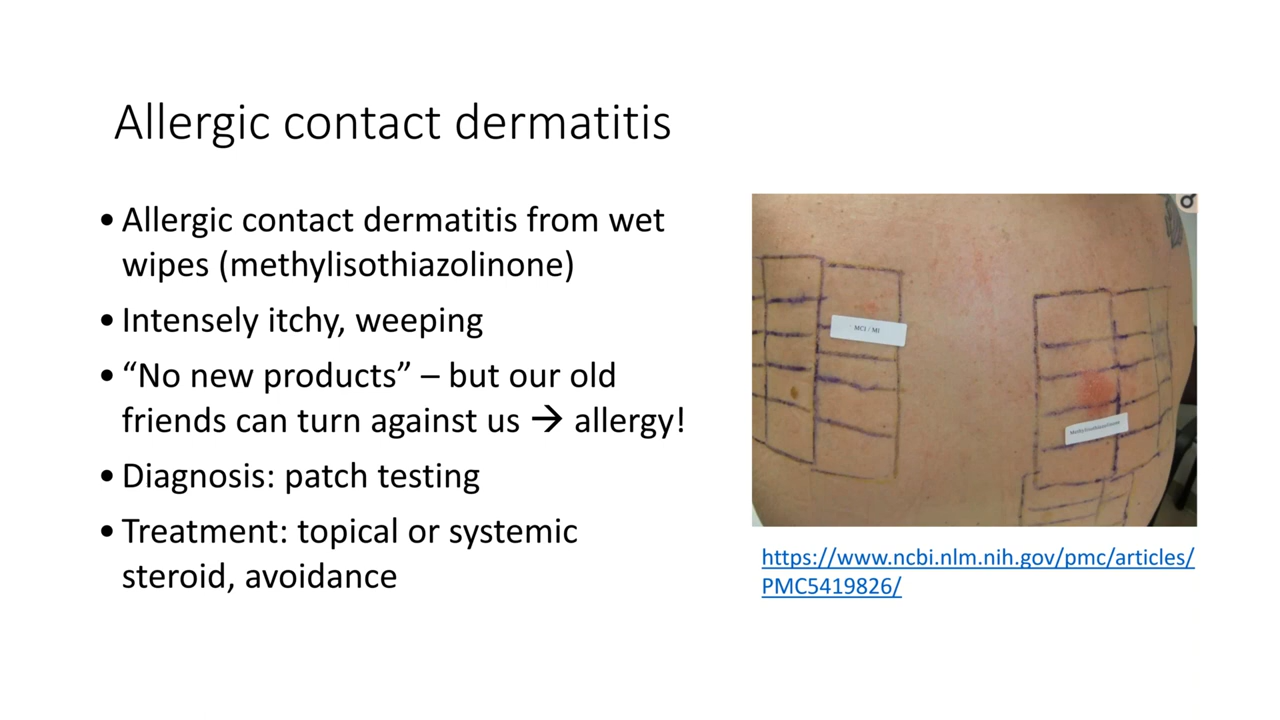 Allergic contact dermatitis
• Allergic contact dermatitis from wet
wipes (methylisothiazolinone)
• Intensely itchy, weeping
• “No new products” – but our old
friends can turn against us → allergy!
• Diagnosis: patch testing
• Treatment: topical or systemic
steroid, avoidance
MCI / MI
Methylisothiazolinone
https://www.ncbi.nlm.nih.gov/pmc/articles/
PMC5419826/